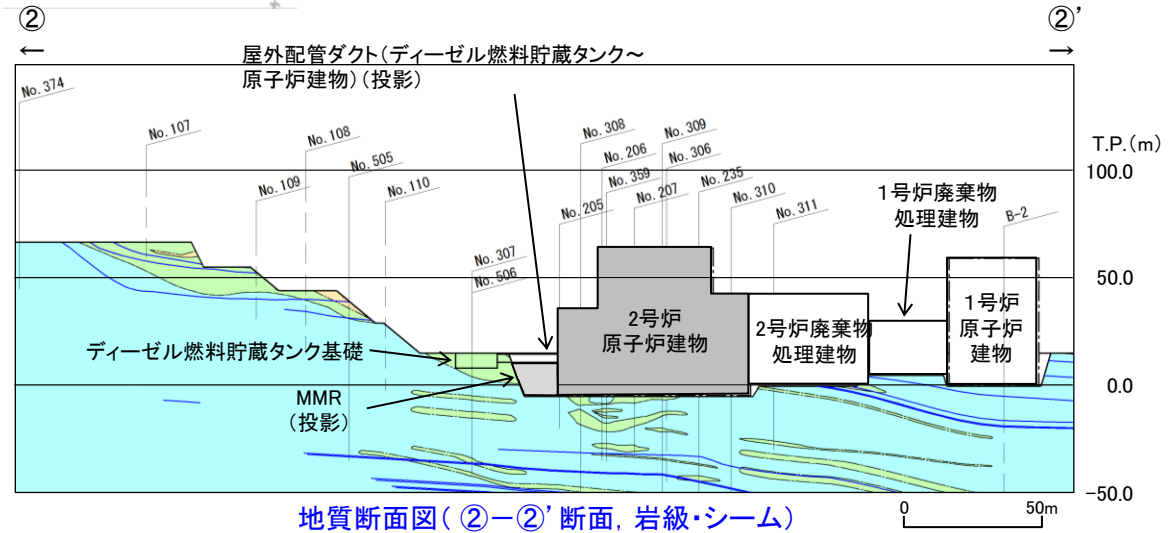 ②
②’
←
→
屋外配管ダクト(ディーゼル燃料貯蔵タンク～
原子炉建物)(投影)
No. 374
No. 107
No. 108
No. 109
No. 505
No. 110
No. 307
No. 506
No. 308
No. 206
No. 359
No. 205
No. 207
No. 309
No. 306
No. 235
No. 310
No. 311
B-2
T.P.(m)
100.0
50.0
0.0
-50.0
1号炉廃棄物
処理建物
2号炉
原子炉建物
2号炉廃棄物
処理建物
1号炉
原子炉
建物
ディーゼル燃料貯蔵タンク基礎
MMR
(投影)
地質断面図( ②－②’断面, 岩級・シーム)
0
50m